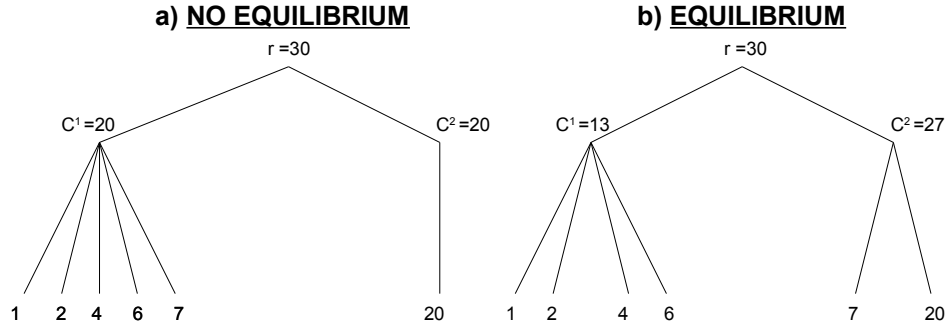 a) NO EQUILIBRIUM
r =30
C¹ =20
C² =20
1 2 4 6 7 20
b) EQUILIBRIUM
r =30
C¹ =13
C² =27
1 2 4 6 7 20